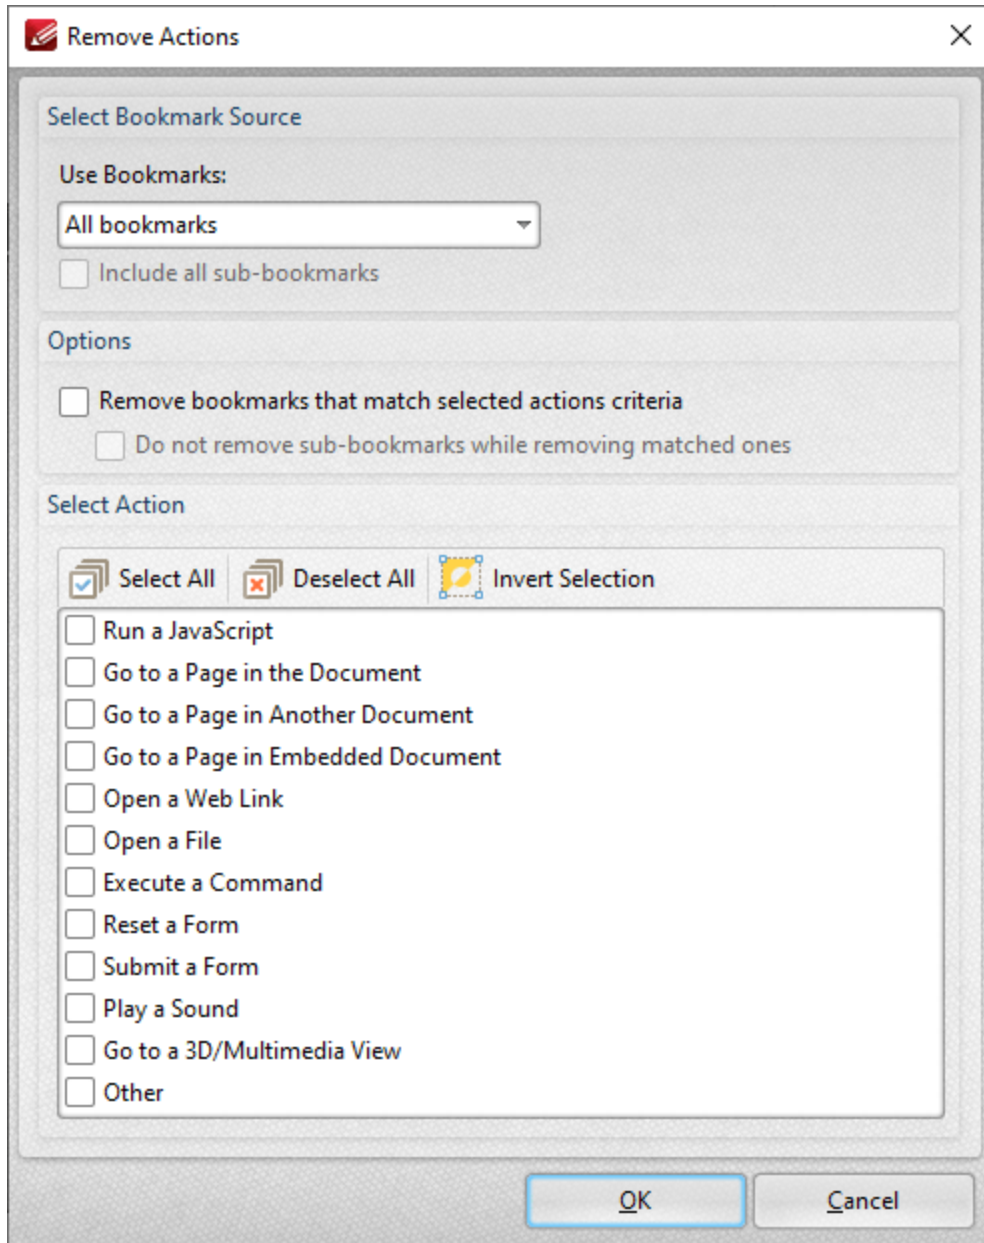 Remove Actions
Select Bookmark Source
Use Bookmarks:
All bookmarks
Include all sub-bookmarks
Options
Remove bookmarks that match selected actions criteria
Do not remove sub-bookmarks while removing matched ones
Select Action
Select All Deselect All Invert Selection
Run a JavaScript
Go to a Page in the Document
Go to a Page in Another Document
Go to a Page in Embedded Document
Open a Web Link
Open a File
Execute a Command
Reset a Form
Submit a Form
Play a Sound
Go to a 3D/Multimedia View
Other
OK Cancel